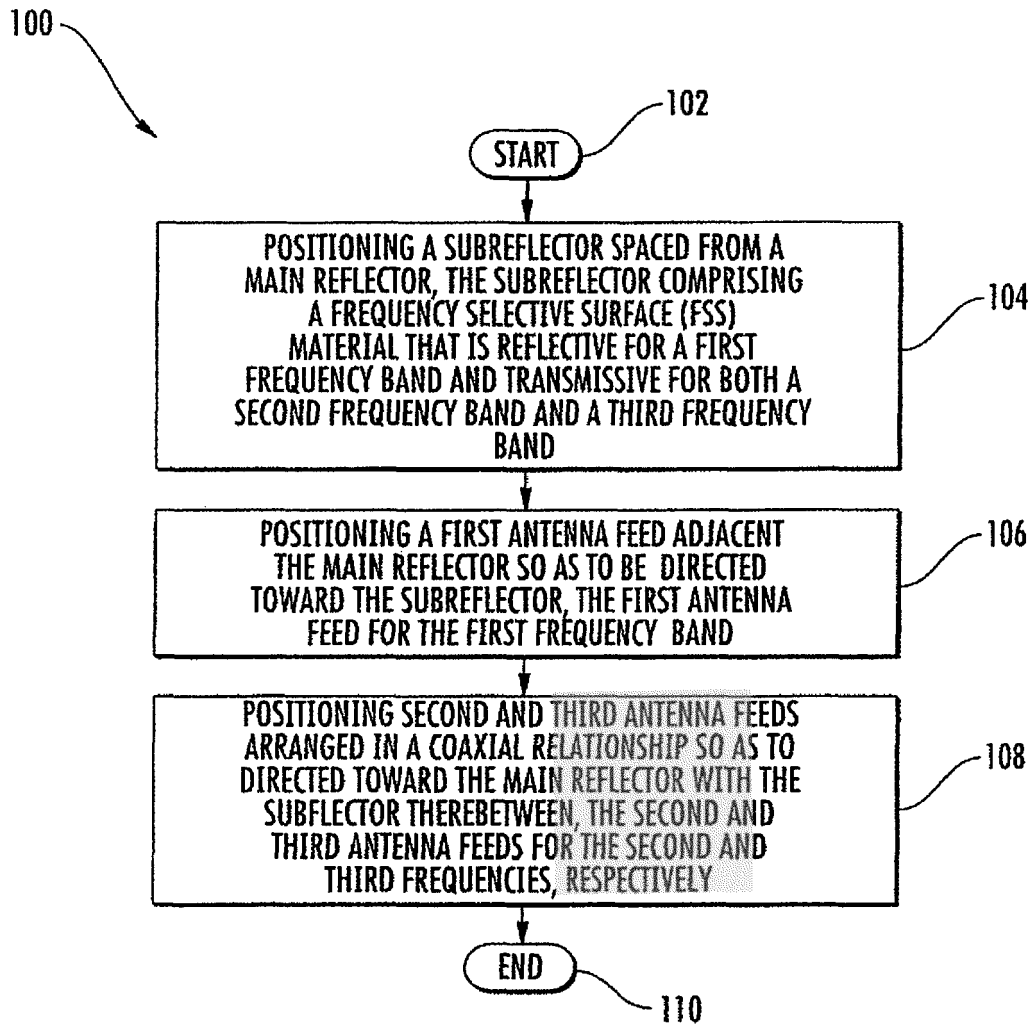 100
102
START
POSITIONING A SUBREFLECTOR SPACED FROM A
MAIN REFLECTOR, THE SUBREFLECTOR COMPRISING
A FREQUENCY SELECTIVE SURFACE (FSS)
MATERIAL THAT IS REFLECTIVE FOR A FIRST
FREQUENCY BAND AND TRANSMISSIVE FOR BOTH A
SECOND FREQUENCY BAND AND A THIRD FREQUENCY
BAND
104
POSITIONING A FIRST ANTENNA FEED ADJACENT
THE MAIN REFLECTOR SO AS TO BE DIRECTED
TOWARD THE SUBREFLECTOR, THE FIRST ANTENNA
FEED FOR THE FIRST FREQUENCY BAND
106
POSITIONING SECOND AND THIRD ANTENNA FEEDS
ARRANGED IN A COAXIAL RELATIONSHIP SO AS TO
DIRECTED TOWARD THE MAIN REFLECTOR WITH THE
SUBFLECTOR THEREBETWEEN, THE SECOND AND
THIRD ANTENNA FEEDS FOR THE SECOND AND
THIRD FREQUENCIES, RESPECTIVELY
108
END
110